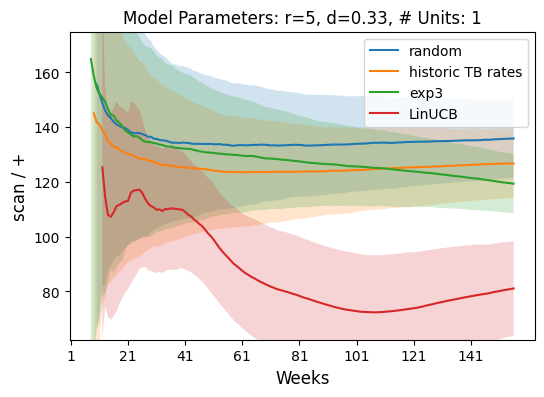 Model Parameters: r=5, d=0.33, # Units: 1
random
historic TB rates
exp3
LinUCB
scan / +
160
140
120
100
80
1 21 41 61 81 101 121 141
Weeks